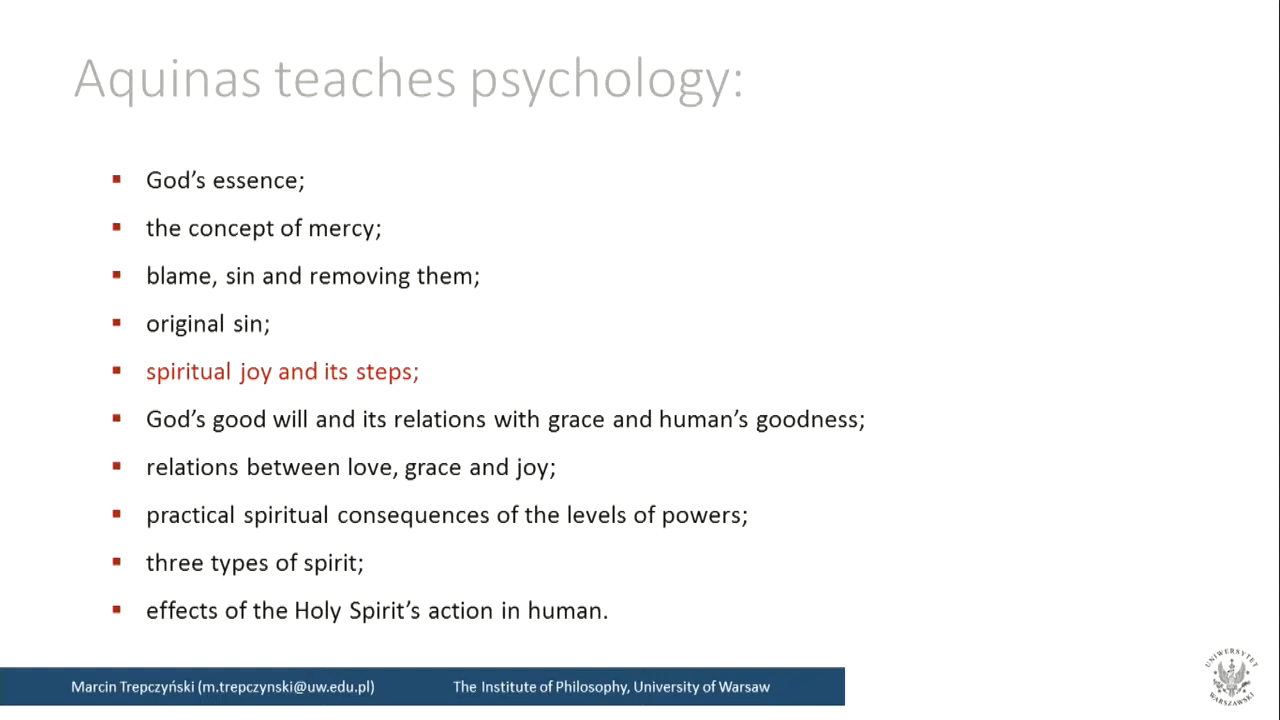 Aquinas teaches psychology:
▪ God’s essence;
▪ the concept of mercy;
▪ blame, sin and removing them;
▪ original sin;
▪ spiritual joy and its steps;
▪ God’s good will and its relations with grace and human’s goodness;
▪ relations between love, grace and joy;
▪ practical spiritual consequences of the levels of powers;
▪ three types of spirit;
▪ effects of the Holy Spirit’s action in human.
Marcin Trepczyński (m.trepczynski@uw.edu.pl) The Institute of Philosophy, University of Warsaw
UNIWERSYTET
WARSZAWSKI